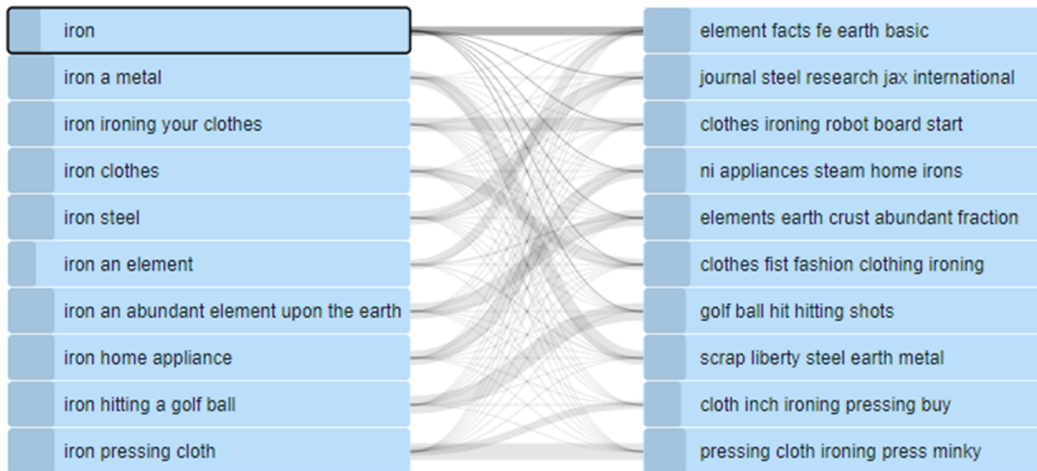 iron
element facts fe earth basic
iron a metal
journal steel research jax international
iron ironing your clothes
clothes ironing robot board start
iron clothes
ni appliances steam home irons
iron steel
elements earth crust abundant fraction
iron an element
clothes fist fashion clothing ironing
iron an abundant element upon the earth
golf ball hit hitting shots
iron home appliance
scrap liberty steel earth metal
iron hitting a golf ball
cloth inch ironing pressing buy
iron pressing cloth
pressing cloth ironing press minky